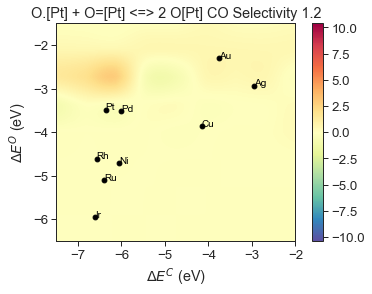 O.[Pt] + O=[Pt] <=> 2 O[Pt] CO Selectivity 1.2
−2
−3
−4
−5
−6
ΔE^O (eV)
Au
Ag
Pt
Pd
Cu
Rh
Ni
Ru
Ir
−7
−6
−5
−4
−3
−2
ΔE^C (eV)
10.0
7.5
5.0
2.5
0.0
−2.5
−5.0
−7.5
−10.0